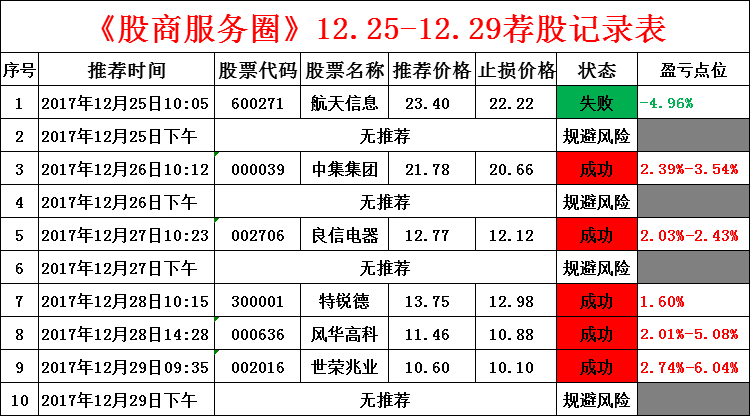 《股商服务圈》12.25-12.29荐股记录表
序号 推荐时间 股票代码 股票名称 推荐价格 止损价格 状态 盈亏点位
1 2017年12月25日10:05 600271 航天信息 23.40 22.22 失败 -4.96%
2 2017年12月25日下午 无推荐 规避风险
3 2017年12月26日10:12 000039 中集集团 21.78 20.66 成功 2.39%-3.54%
4 2017年12月26日下午 无推荐 规避风险
5 2017年12月27日10:23 002706 良信电器 12.77 12.12 成功 2.03%-2.43%
6 2017年12月27日下午 无推荐 规避风险
7 2017年12月28日10:15 300001 特锐德 13.75 12.98 成功 1.60%
8 2017年12月28日14:28 000636 风华高科 11.46 10.88 成功 2.01%-5.08%
9 2017年12月29日09:35 002016 世荣兆业 10.60 10.10 成功 2.74%-6.04%
10 2017年12月29日下午 无推荐 规避风险